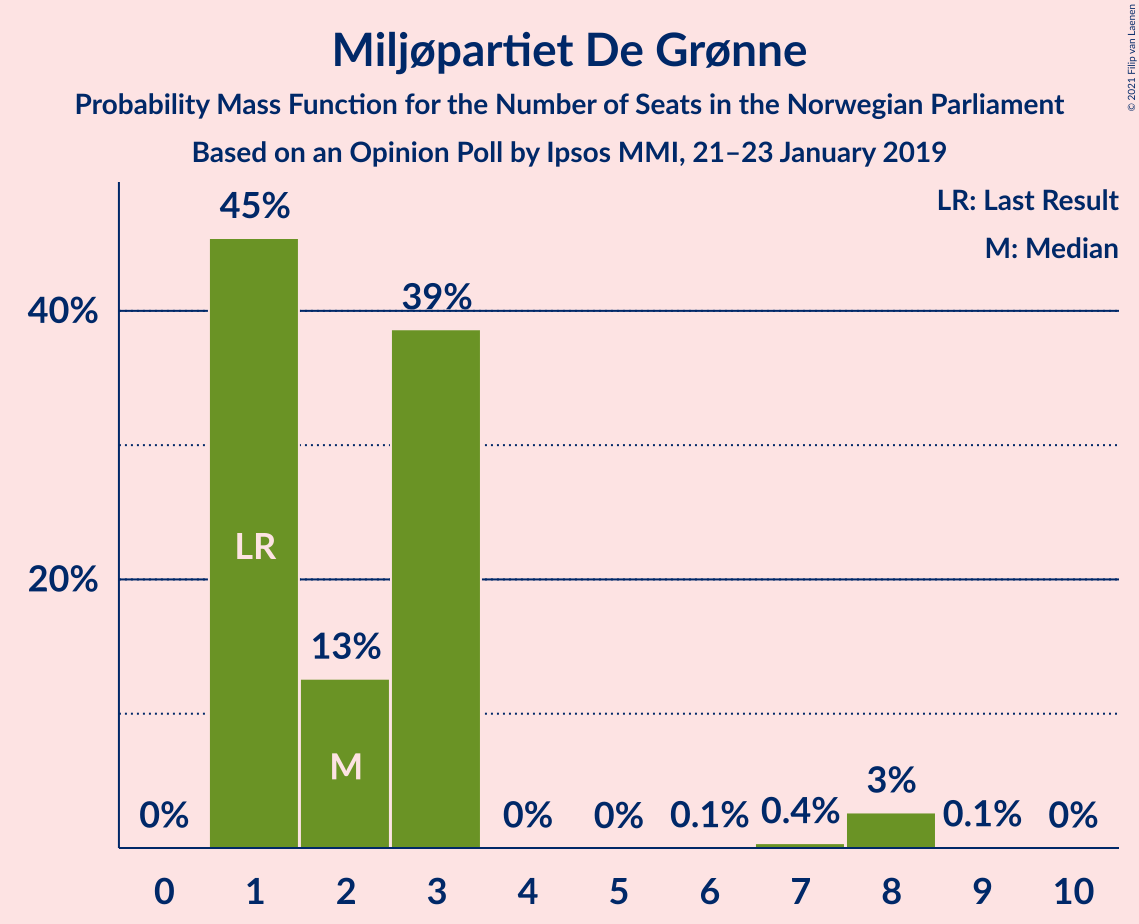 Miljøpartiet De Grønne
Probability Mass Function for the Number of Seats in the Norwegian Parliament
Based on an Opinion Poll by Ipsos MMI, 21–23 January 2019
© 2021 Filip van Laenen
LR: Last Result
M: Median
45%
39%
40%
LR
20%
13%
M
0%
0%
0%
0.1%
0.4%
3%
0.1%
0%
0 1 2 3 4 5 6 7 8 9 10